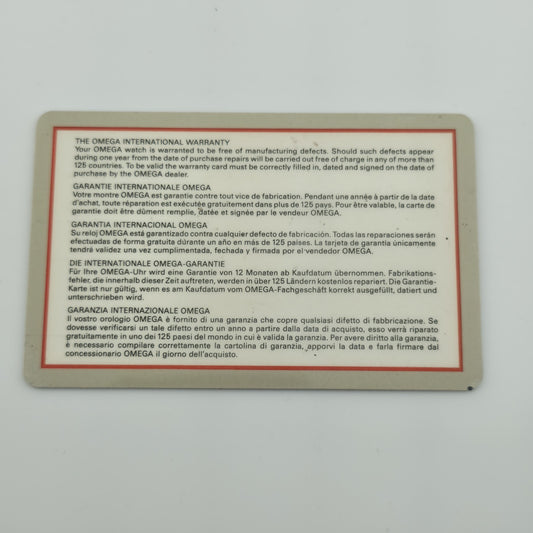 THE OMEGA INTERNATIONAL WARRANTY
Your OMEGA watch is warranted to be free of manufacturing defects. Should such defects appear
during one year from the date of purchase repairs will be carried out free of charge in any of more than
125 countries. To be valid the warranty card must be correctly filled in, dated and signed on the date of
purchase by the OMEGA dealer.
GARANTIE INTERNATIONALE OMEGA
Votre montre OMEGA est garantie contre tout vice de fabrication. Pendant une année à partir de la date
d'achat, toute réparation est exécutée gratuitement dans plus de 125 pays. Pour être valable, la carte de
garantie doit être dûment remplie, datée et signée par le vendeur OMEGA.
GARANTIA INTERNACIONAL OMEGA
Su reloj OMEGA está garantizado contra cualquier defecto de fabricación. Todas las reparaciones serán
efectuadas de forma gratuita durante un año en más de 125 países. La tarjeta de garantía únicamente
tendrá validez una vez cumplimentada, fechada y firmada por el vendedor OMEGA.
DIE INTERNATIONALE OMEGA-GARANTIE
Für Ihre OMEGA-Uhr wird eine Garantie von 12 Monaten ab Kaufdatum übernommen. Fabrikations-
fehler, die innerhalb dieser Zeit auftreten, werden in über 125 Ländern kostenlos repariert. Die Garantie-
Karte ist nur gültig, wenn es am Kaufdatum vom OMEGA-Fachgeschäft korrekt ausgefüllt, datiert und
unterschrieben wird.
GARANZIA INTERNAZIONALE OMEGA
Il vostro orologio OMEGA è fornito di una garanzia che copre qualsiasi difetto di fabbricazione. Se
dovesse verificarsi un tale difetto entro un anno a partire dalla data di acquisto, esso verrà riparato
gratuitamente in uno dei 125 paesi del mondo in cui è valida la garanzia. Per avere diritto alla garanzia,
e necessario compilare correttamente la cartolina di garanzia, apporvi la data e farla firmare dal
concessionario OMEGA il giorno dell'acquisto.